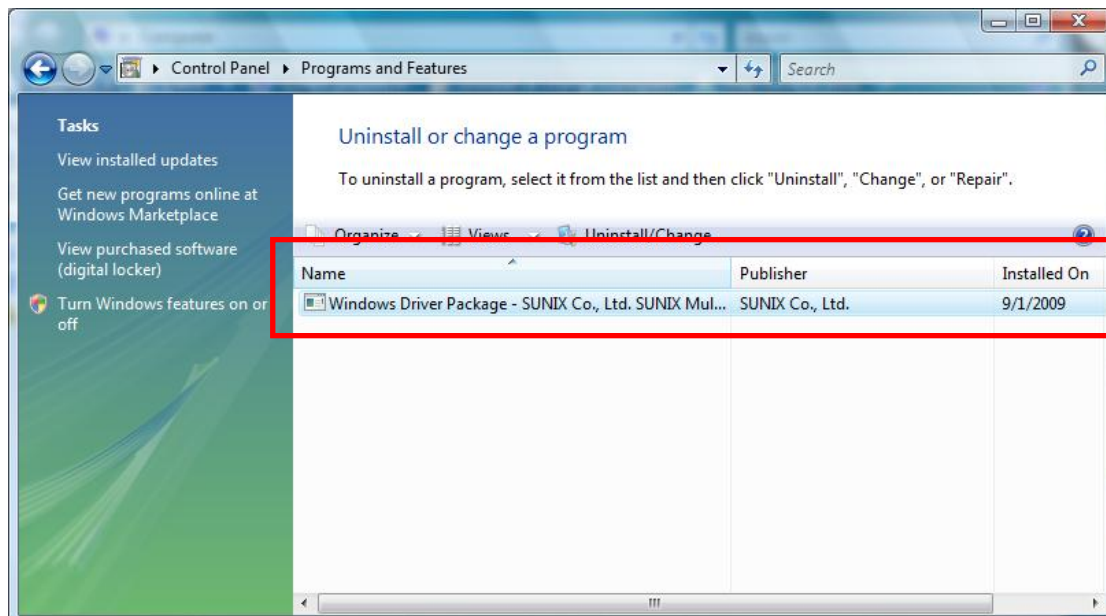 Control Panel Programs and Features Search
Tasks
View installed updates
Get new programs online at
Windows Marketplace
View purchased software
(digital locker)
Turn Windows features on or
off
Uninstall or change a program
To uninstall a program, select it from the list and then click "Uninstall", "Change", or "Repair".
Organize Views Uninstall/Change
Name Publisher Installed On
Windows Driver Package - SUNIX Co., Ltd. SUNIX Mul... SUNIX Co., Ltd. 9/1/2009